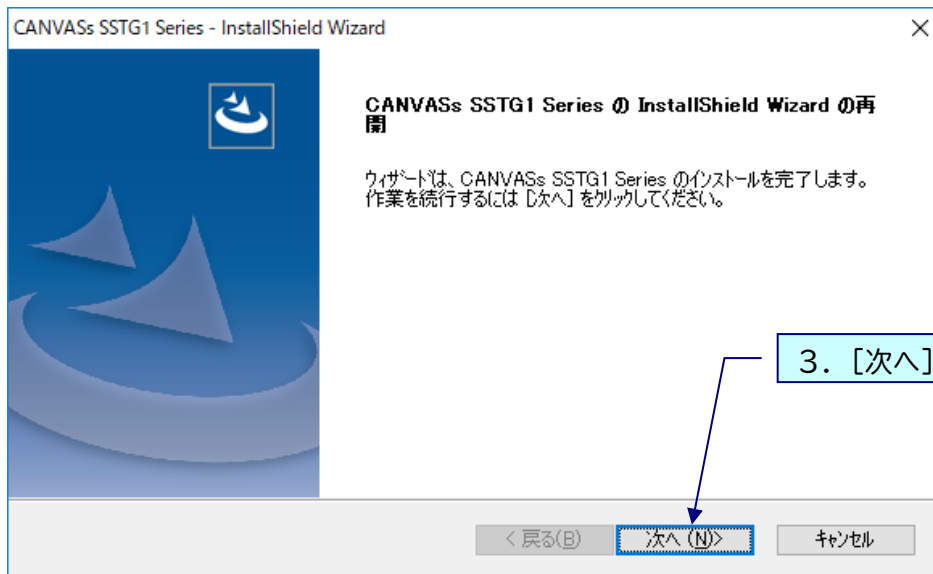 CANVASs SSTG1 Series - InstallShield Wizard
CANVASs SSTG1 Series の InstallShield Wizard の再
開
ウィザードは、CANVASs SSTG1 Series のインストールを完了します。
作業を続行するには [次へ] をクリックしてください。
3. [次へ]
< 戻る(B)
次へ (N)>
キャンセル